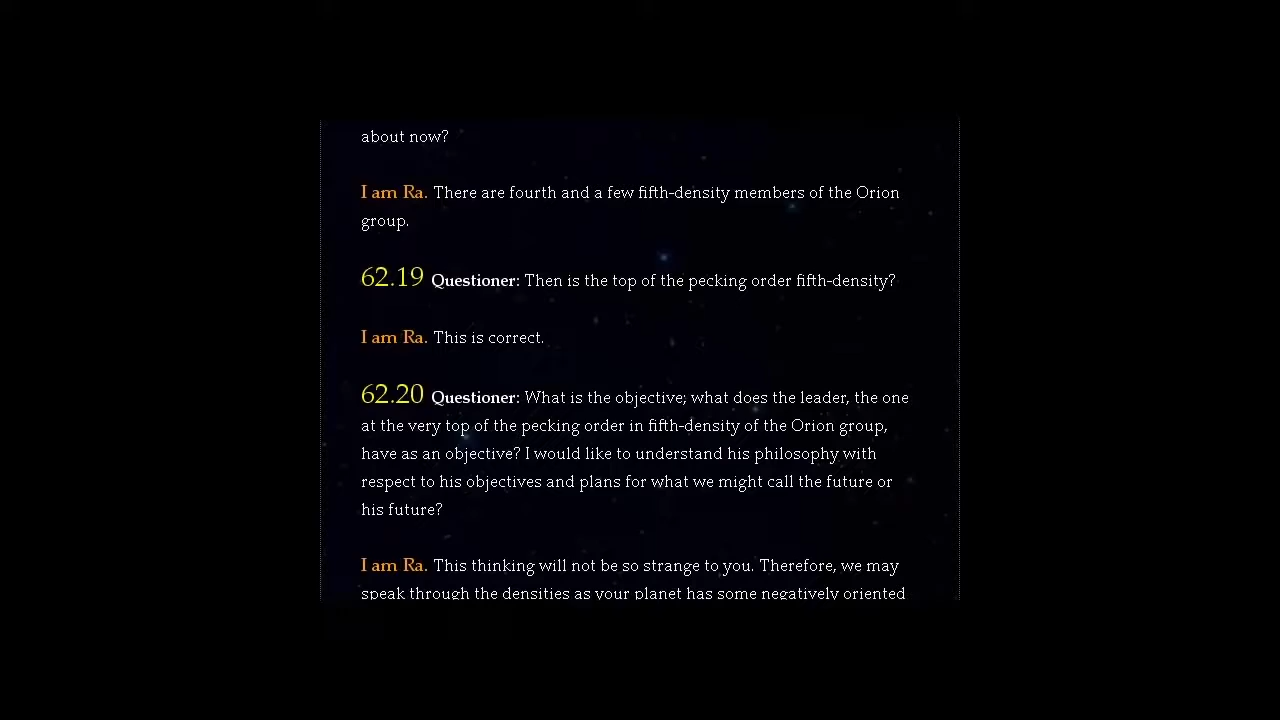 about now?
I am Ra. There are fourth and a few fifth-density members of the Orion
group.
62.19 Questioner: Then is the top of the pecking order fifth-density?
I am Ra. This is correct.
62.20 Questioner: What is the objective; what does the leader, the one
at the very top of the pecking order in fifth-density of the Orion group,
have as an objective? I would like to understand his philosophy with
respect to his objectives and plans for what we might call the future or
his future?
I am Ra. This thinking will not be so strange to you. Therefore, we may
speak through the densities as your planet has some negatively oriented